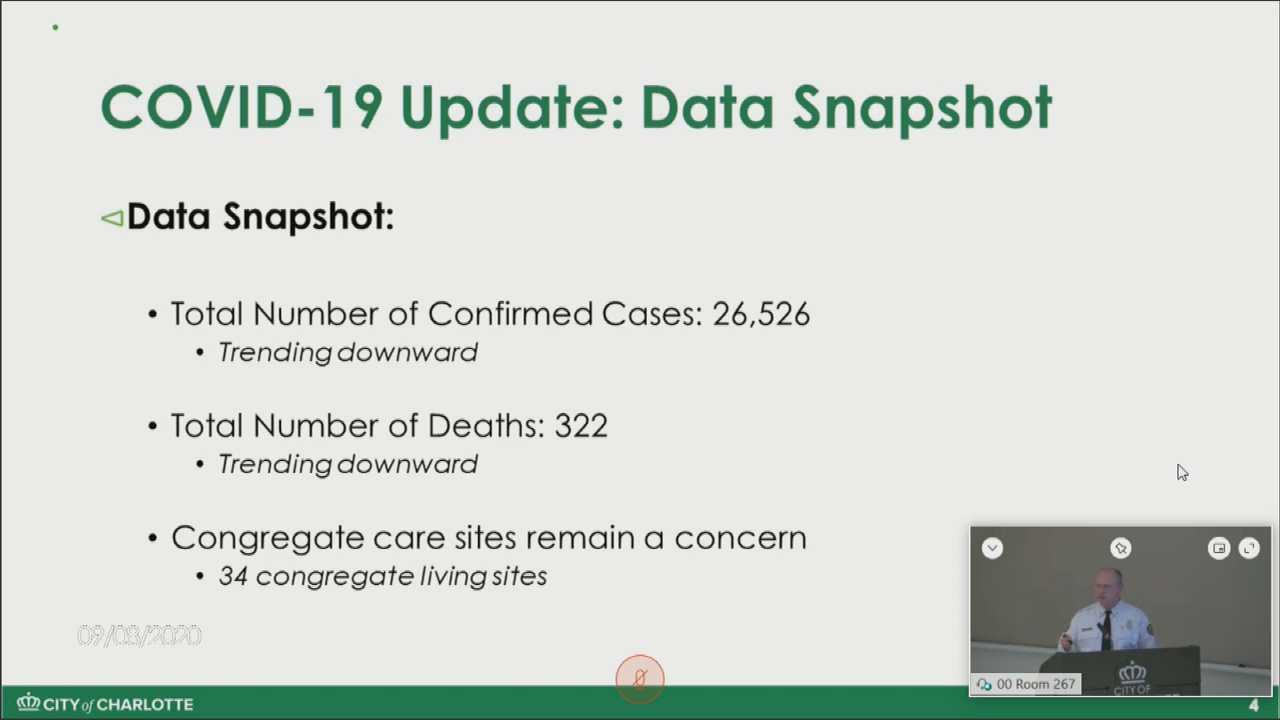 COVID-19 Update: Data Snapshot
Data Snapshot:
• Total Number of Confirmed Cases: 26,526
• Trending downward
• Total Number of Deaths: 322
• Trending downward
• Congregate care sites remain a concern
• 34 congregate living sites
09/03/2020
00 Room 267
CITY OF
CITY of CHARLOTTE
4